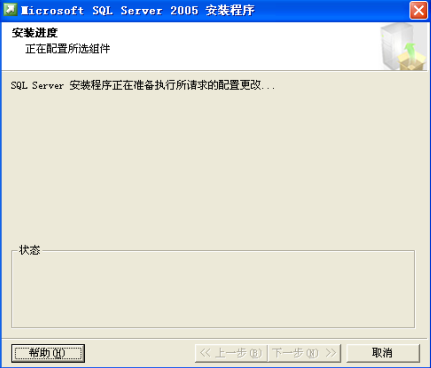 Microsoft SQL Server 2005 安装程序
安装进度
正在配置所选组件
SQL Server 安装程序正在准备执行所请求的配置更改...
状态
帮助(H)
<< 上一步(B)
下一步(N) >>
取消